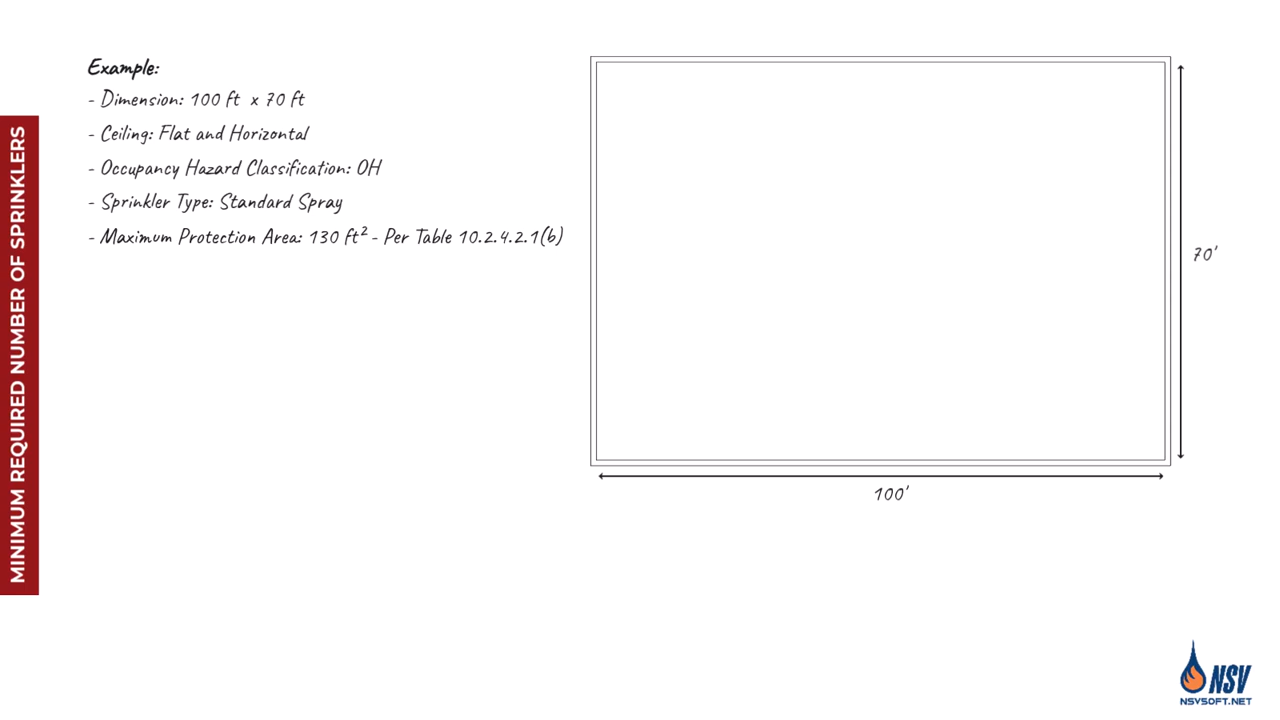 MINIMUM REQUIRED NUMBER OF SPRINKLERS
Example:
- Dimension: 100 ft x 70 ft
- Ceiling: Flat and Horizontal
- Occupancy Hazard Classification: OH
- Sprinkler Type: Standard Spray
- Maximum Protection Area: 130 ft² - Per Table 10.2.4.2.1(b)
70'
100'
NSV
NSVSOFT.NET